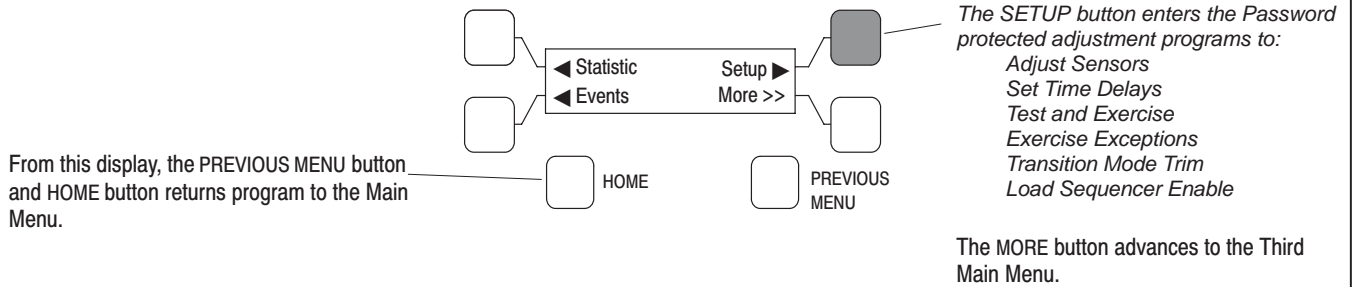 The SETUP button enters the Password
protected adjustment programs to:
Adjust Sensors
Set Time Delays
Test and Exercise
Exercise Exceptions
Transition Mode Trim
Load Sequencer Enable
◀ Statistic Setup ▶
◀ Events More >>
From this display, the PREVIOUS MENU button
and HOME button returns program to the Main
Menu.
HOME
PREVIOUS
MENU
The MORE button advances to the Third
Main Menu.